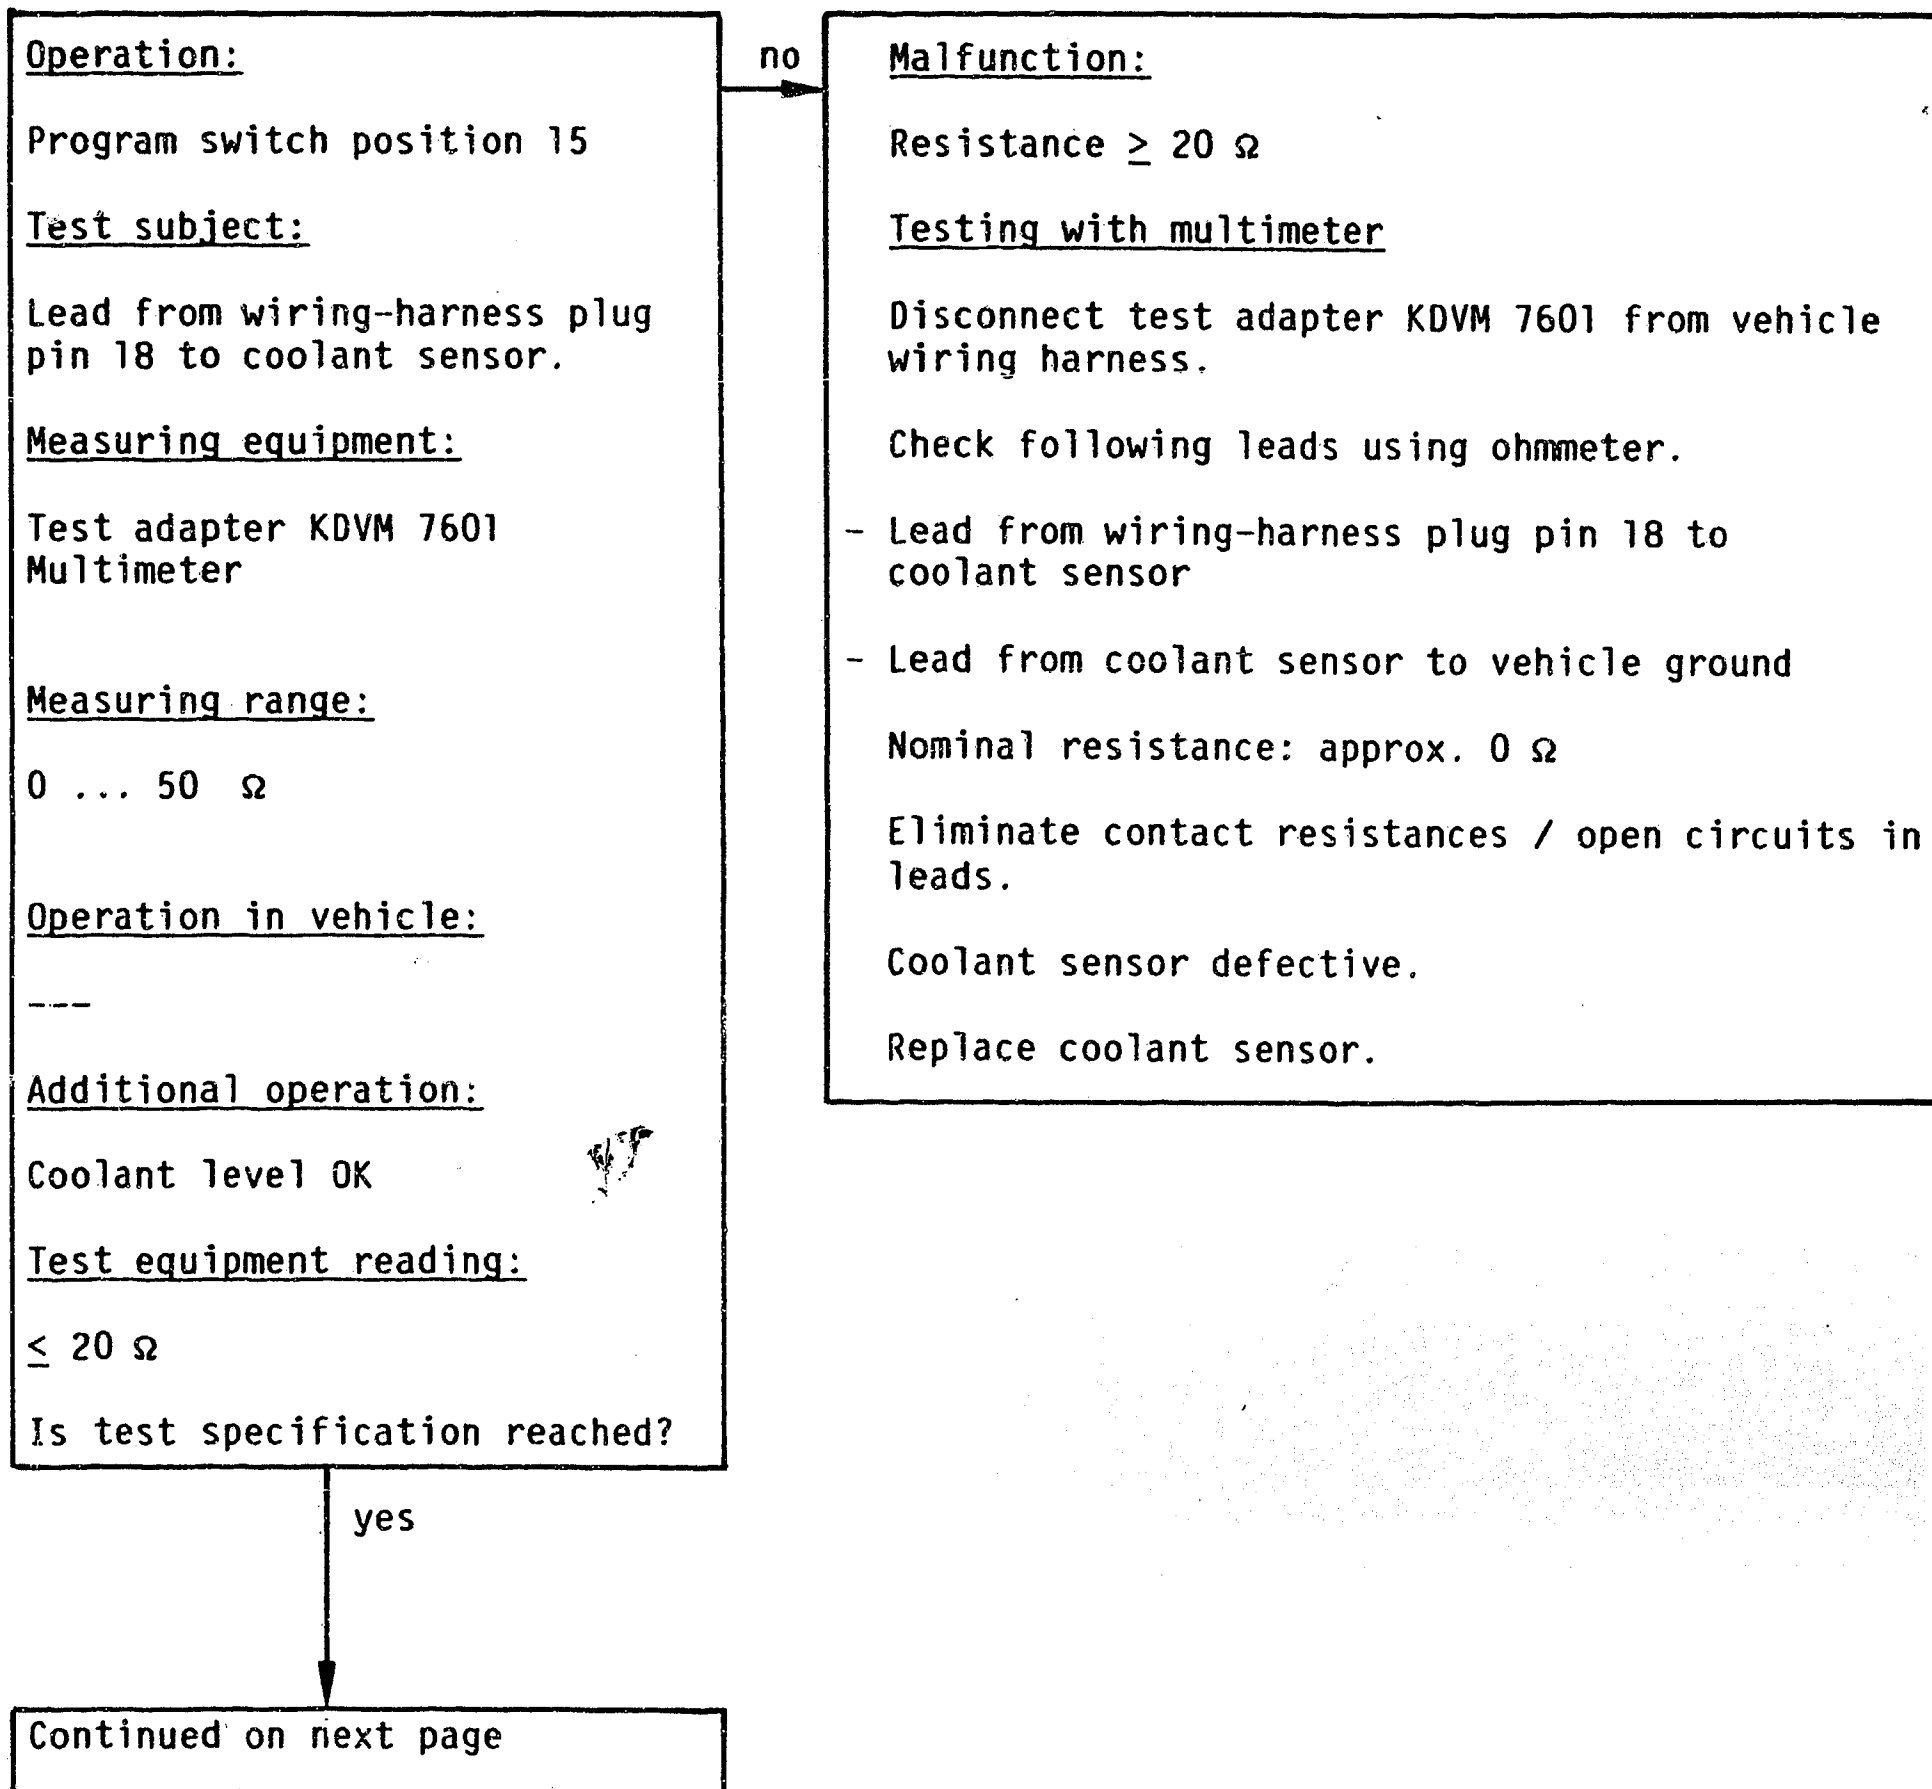 Operation:
Program switch position 15
Test subject:
Lead from wiring-harness plug
pin 18 to coolant sensor.
Measuring equipment:
Test adapter KDVM 7601
Multimeter
Measuring range:
0 ... 50 Ω
Operation in vehicle:
---
Additional operation:
Coolant level OK
Test equipment reading:
≤ 20 Ω
Is test specification reached?
no
Malfunction:
Resistance ≥ 20 Ω
Testing with multimeter
Disconnect test adapter KDVM 7601 from vehicle
wiring harness.
Check following leads using ohmmeter.
- Lead from wiring-harness plug pin 18 to
coolant sensor
- Lead from coolant sensor to vehicle ground
Nominal resistance: approx. 0 Ω
Eliminate contact resistances / open circuits in
leads.
Coolant sensor defective.
Replace coolant sensor.
yes
Continued on next page